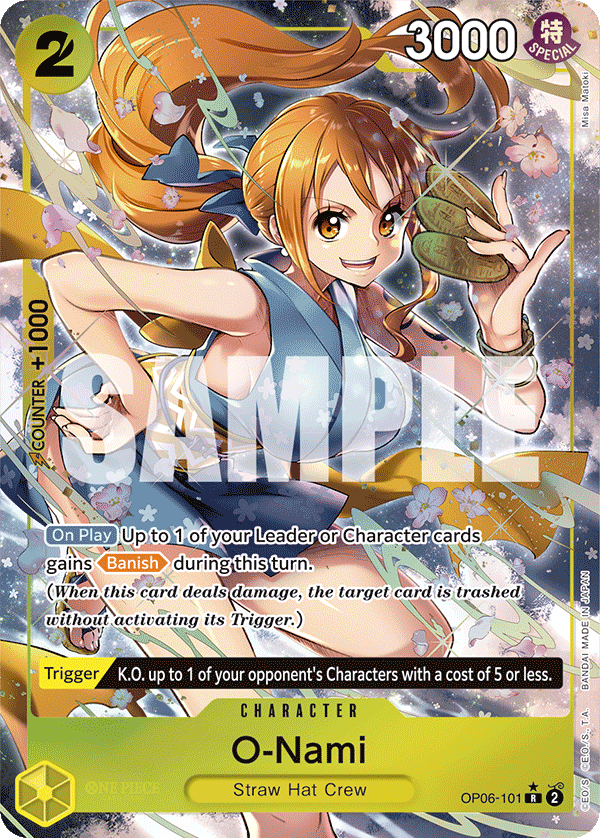 2
3000
特
SPECIAL
Misa Matoki
COUNTER +1000
SAMPLE
On Play Up to 1 of your Leader or Character cards
gains Banish during this turn.
(When this card deals damage, the target card is trashed
without activating its Trigger.)
Trigger K.O. up to 1 of your opponent's Characters with a cost of 5 or less.
CHARACTER
O-Nami
Straw Hat Crew
ONE PIECE
OP06-101 R 2
©E.O/S. ©E.O./S.,T.A. BANDAI MADE IN JAPAN